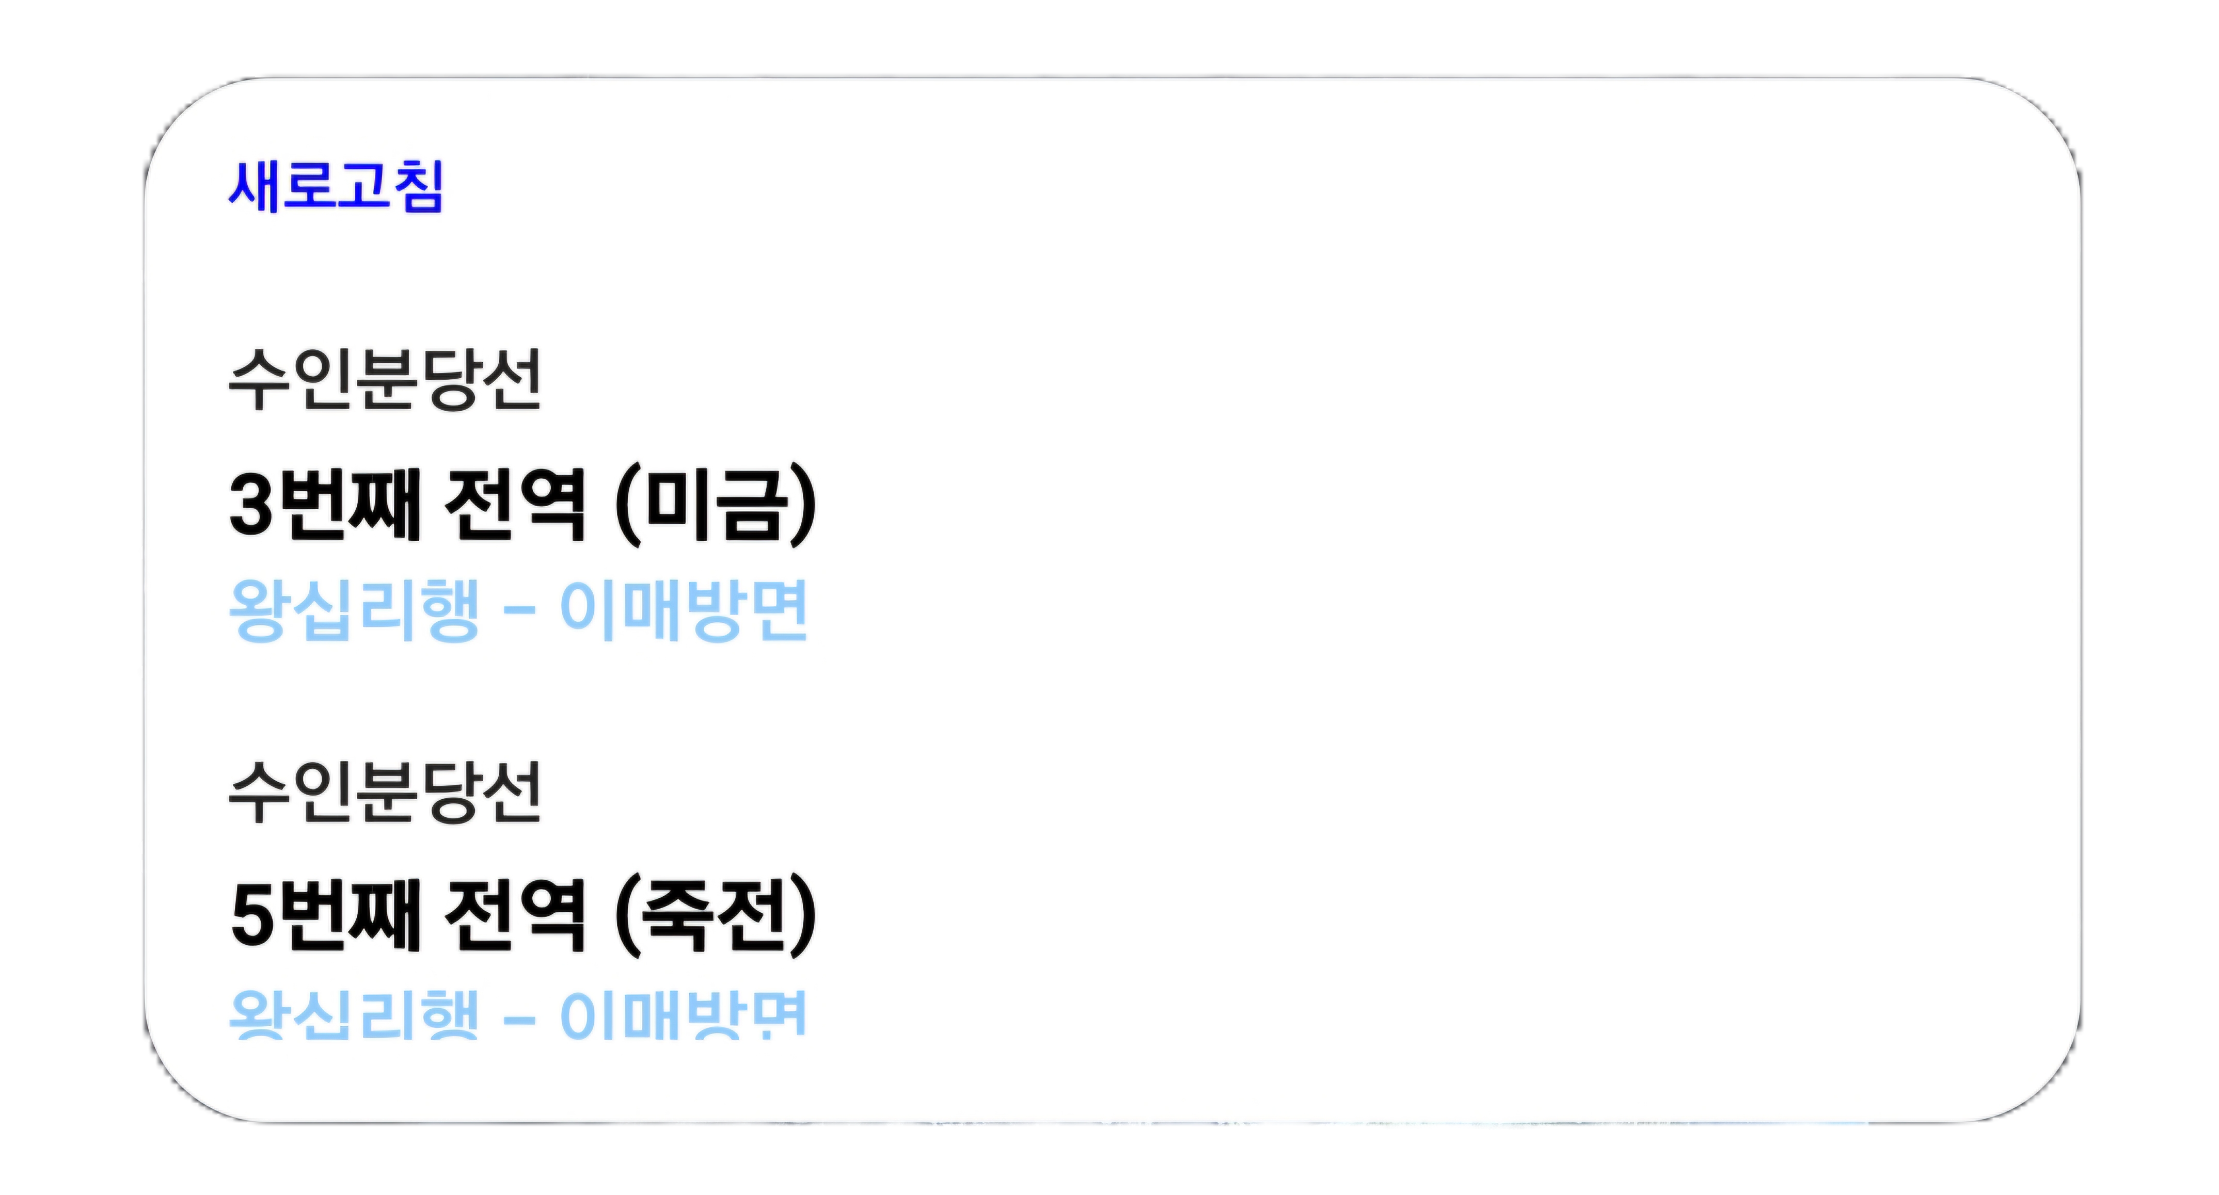 새로고침
수인분당선
3번째 전역 (미금)
왕십리행 - 이매방면
수인분당선
5번째 전역 (죽전)
왕십리행 - 이매방면